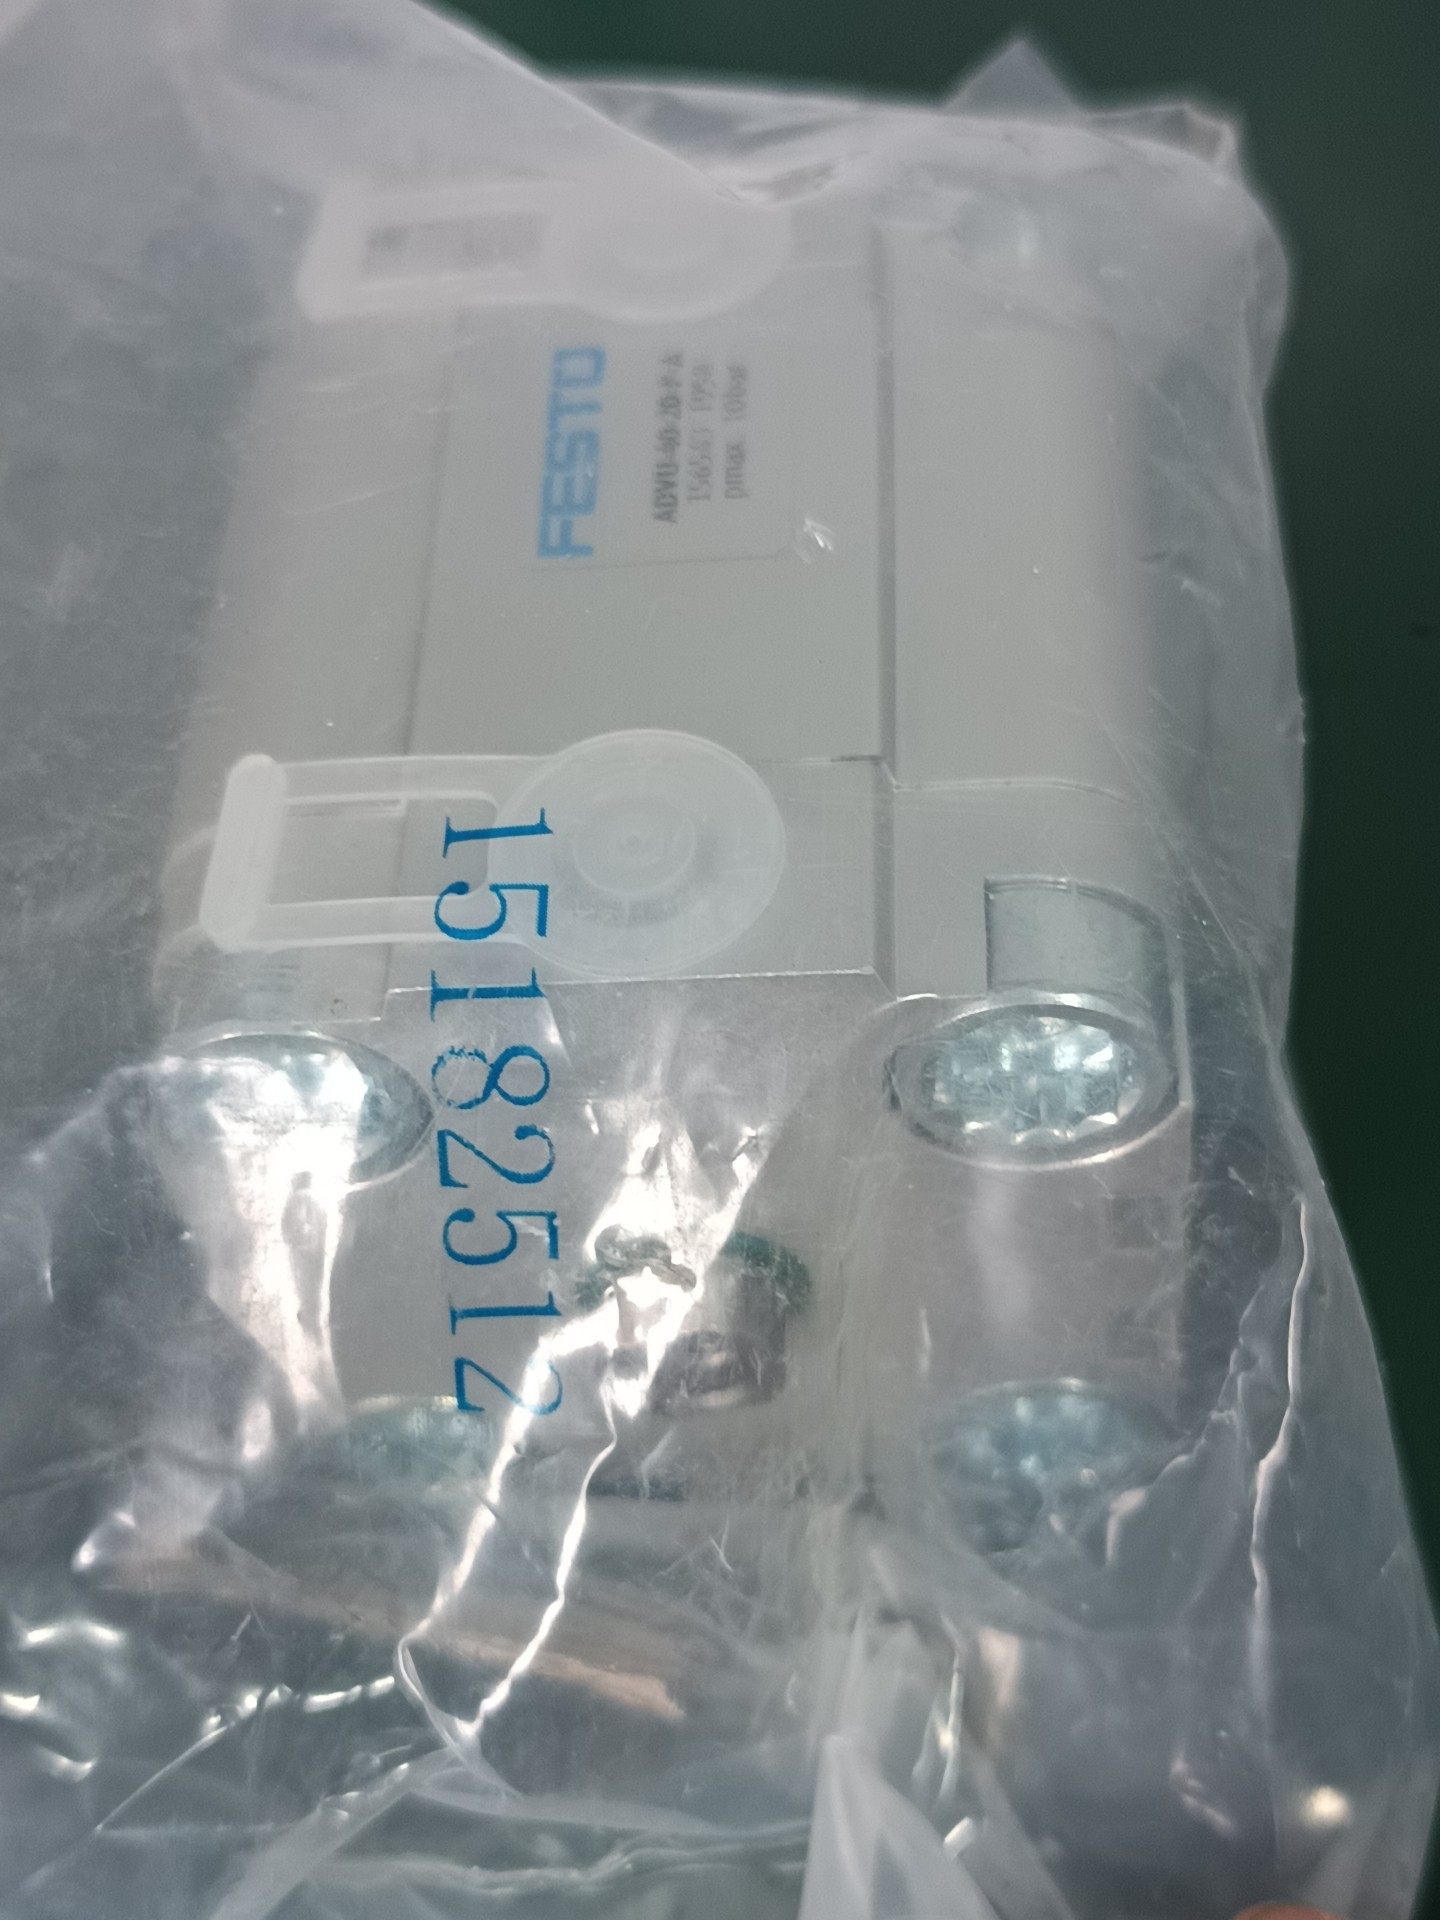 FESTO
ADVU-40-20-P-A
pmax. 10bar
15182512